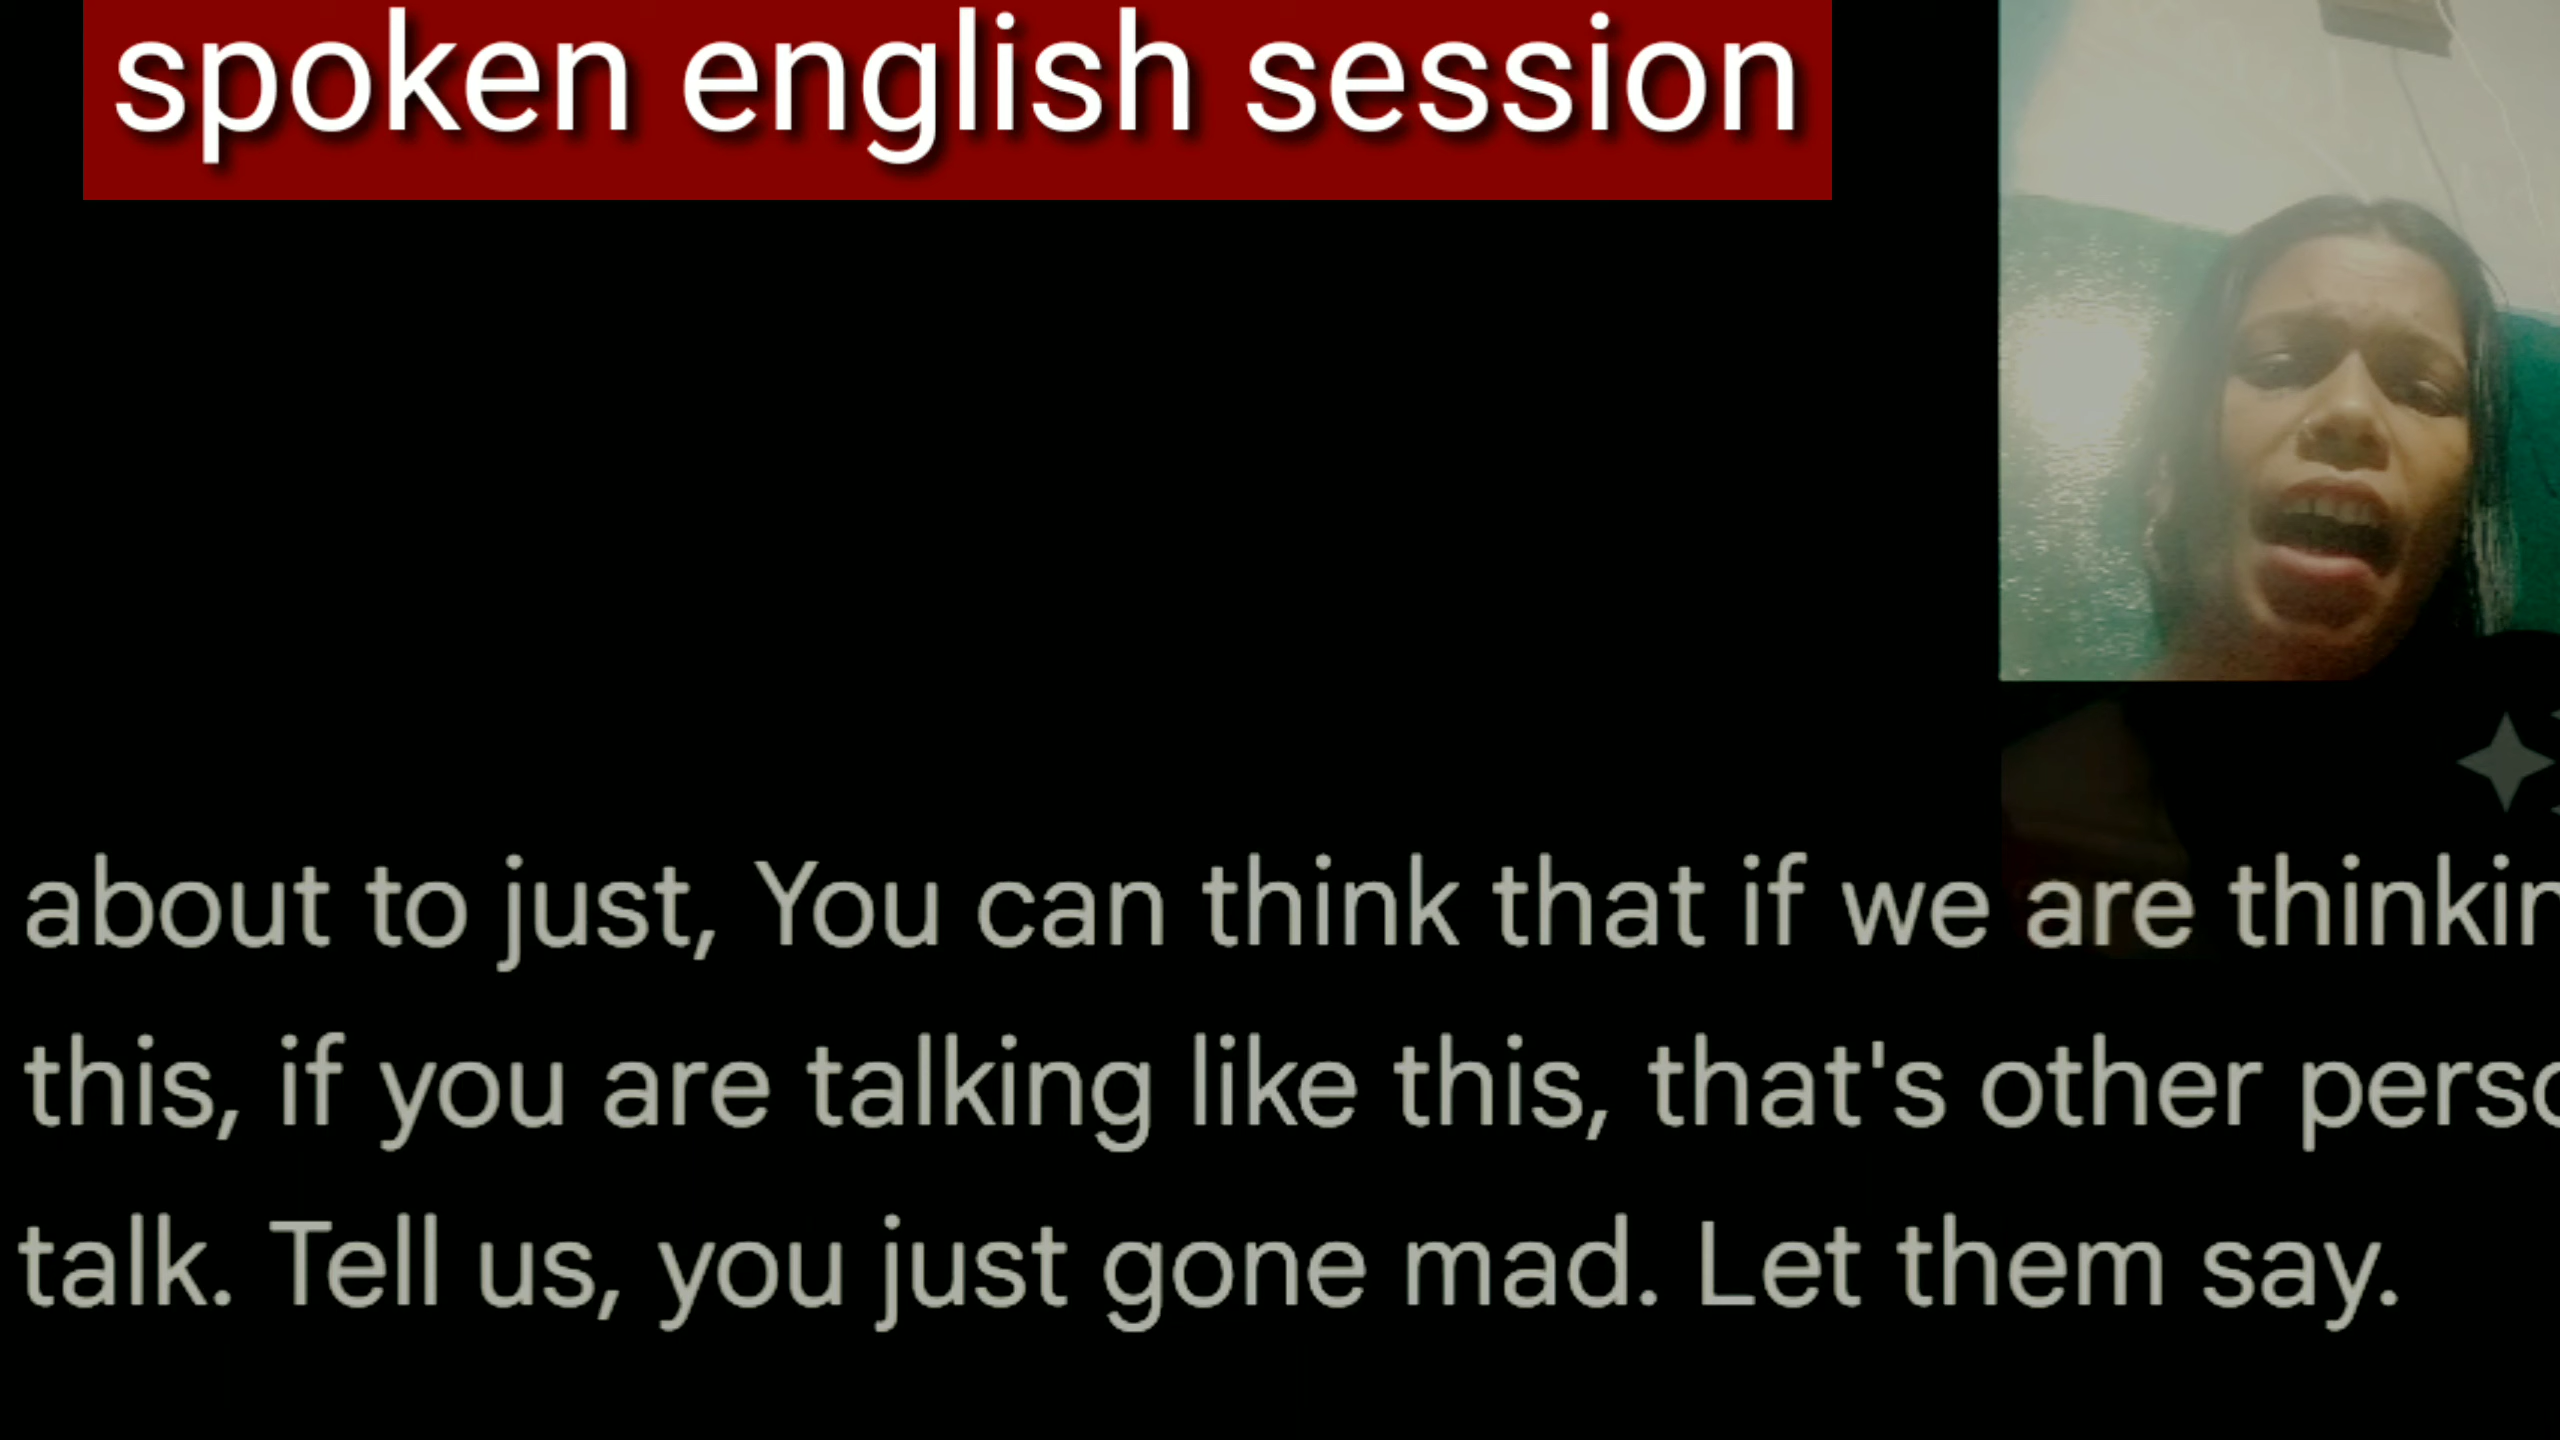 spoken english session
about to just, You can think that if we are thinkin
this, if you are talking like this, that's other perso
talk. Tell us, you just gone mad. Let them say.